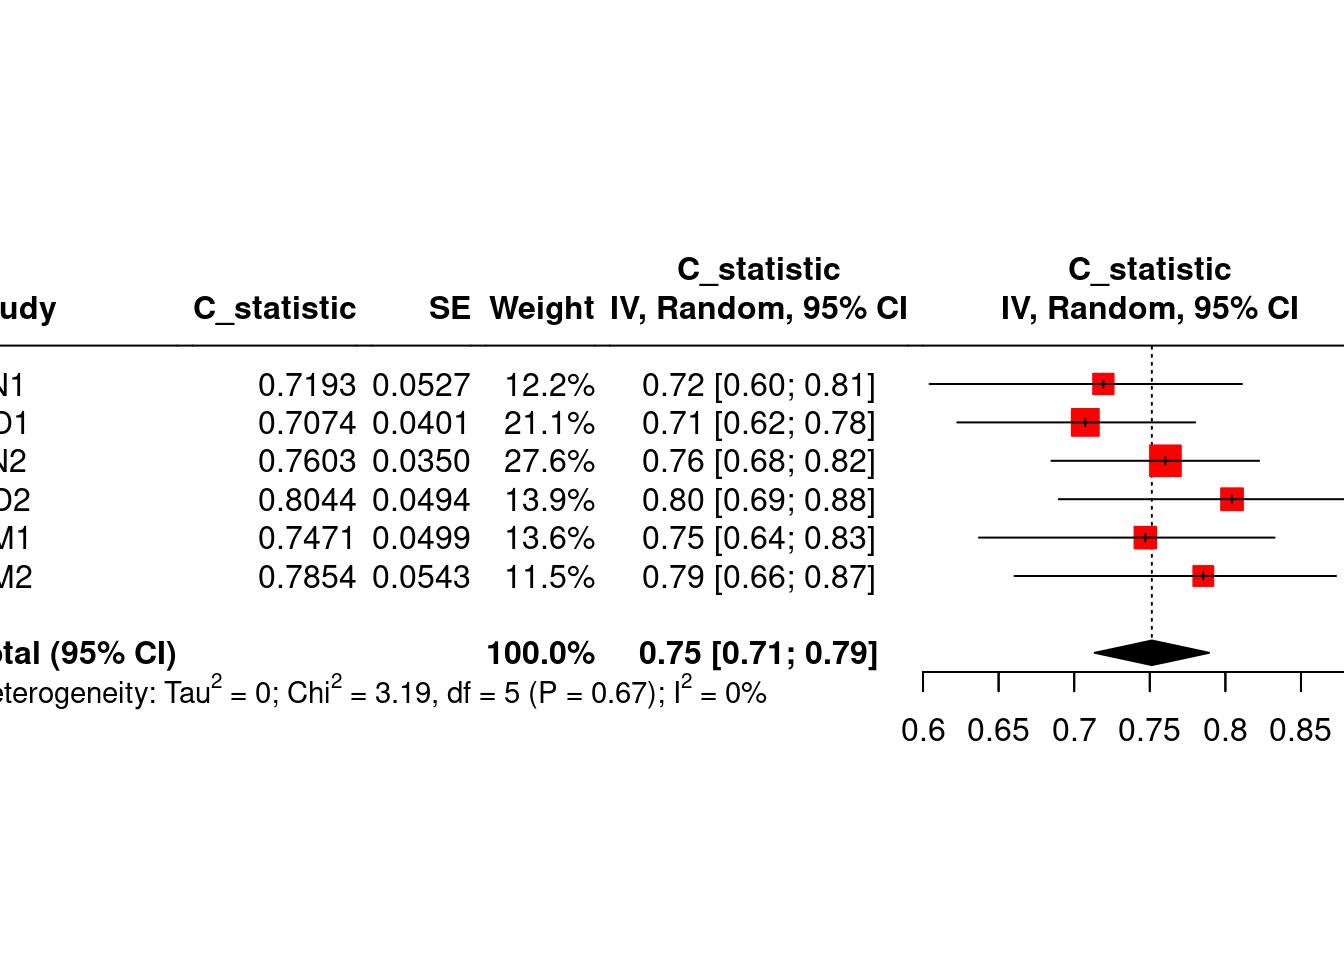 C_statistic C_statistic
udy C_statistic SE Weight IV, Random, 95% CI IV, Random, 95% CI
N1 0.7193 0.0527 12.2% 0.72 [0.60; 0.81]
D1 0.7074 0.0401 21.1% 0.71 [0.62; 0.78]
N2 0.7603 0.0350 27.6% 0.76 [0.68; 0.82]
D2 0.8044 0.0494 13.9% 0.80 [0.69; 0.88]
M1 0.7471 0.0499 13.6% 0.75 [0.64; 0.83]
M2 0.7854 0.0543 11.5% 0.79 [0.66; 0.87]
otal (95% CI) 100.0% 0.75 [0.71; 0.79]
eterogeneity: Tau² = 0; Chi² = 3.19, df = 5 (P = 0.67); I² = 0%
0.6 0.65 0.7 0.75 0.8 0.85